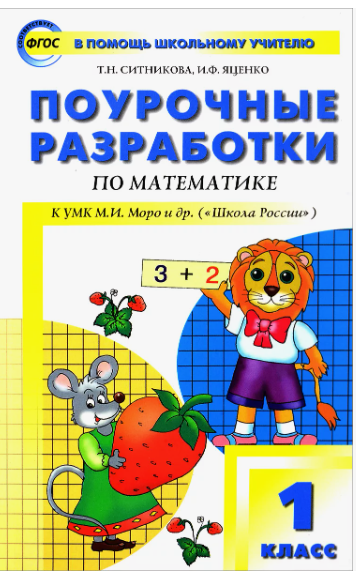 СООТВЕТСТВУЕТ
ФГОС
В ПОМОЩЬ ШКОЛЬНОМУ УЧИТЕЛЮ
Т.Н. СИТНИКОВА, И.Ф. ЯЦЕНКО
ПОУРОЧНЫЕ
РАЗРАБОТКИ
ПО МАТЕМАТИКЕ
К УМК М.И. Моро и др. («Школа России»)
3 + 2
1
КЛАСС